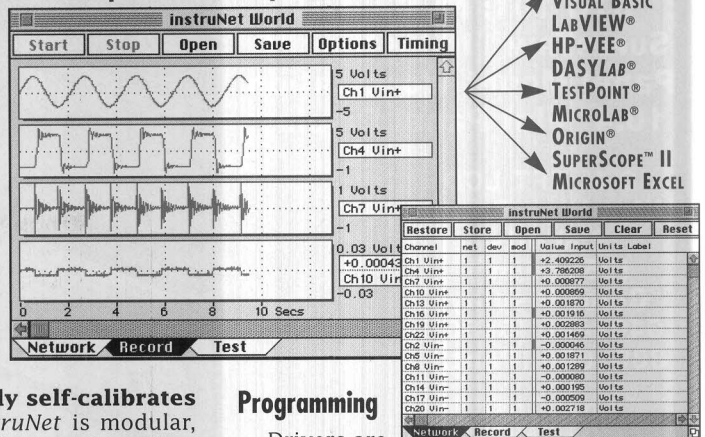 instruNet World
Start Stop Open Save Options Timing
5 Volts
Ch1 Vin+
-5
5 Volts
Ch4 Vin+
-1
1 Volts
Ch7 Vin+
-1
0.03 Volt
+0.00043
Ch10 Vin
-0.03
0 2 4 6 8 10 Secs
Network Record Test
VISUAL BASIC
LABVIEW®
HP-VEE®
DASYLAB®
TESTPOINT®
MICROLAB®
ORIGIN®
SUPERSCOPE™ II
MICROSOFT EXCEL
instruNet World
Restore Store Open Save Clear Reset
Channel net dev mod Value Input Units Label
Ch1 Vin+ 1 1 1 +2.409226 Volts
Ch4 Vin+ 1 1 1 +3.786208 Volts
Ch7 Vin+ 1 1 1 +0.000877 Volts
Ch10 Vin+ 1 1 1 +0.000869 Volts
Ch13 Vin+ 1 1 1 +0.001870 Volts
Ch16 Vin+ 1 1 1 +0.001916 Volts
Ch19 Vin+ 1 1 1 +0.002883 Volts
Ch22 Vin+ 1 1 1 +0.001469 Volts
Ch2 Vin- 1 1 1 -0.000046 Volts
Ch5 Vin- 1 1 1 +0.001871 Volts
Ch8 Vin- 1 1 1 +0.001289 Volts
Ch11 Vin- 1 1 1 -0.000080 Volts
Ch14 Vin- 1 1 1 +0.000195 Volts
Ch17 Vin- 1 1 1 -0.000509 Volts
Ch20 Vin- 1 1 1 +0.002718 Volts
Network Record Test
ly self-calibrates
ruNet is modular,
Programming
Drivers are